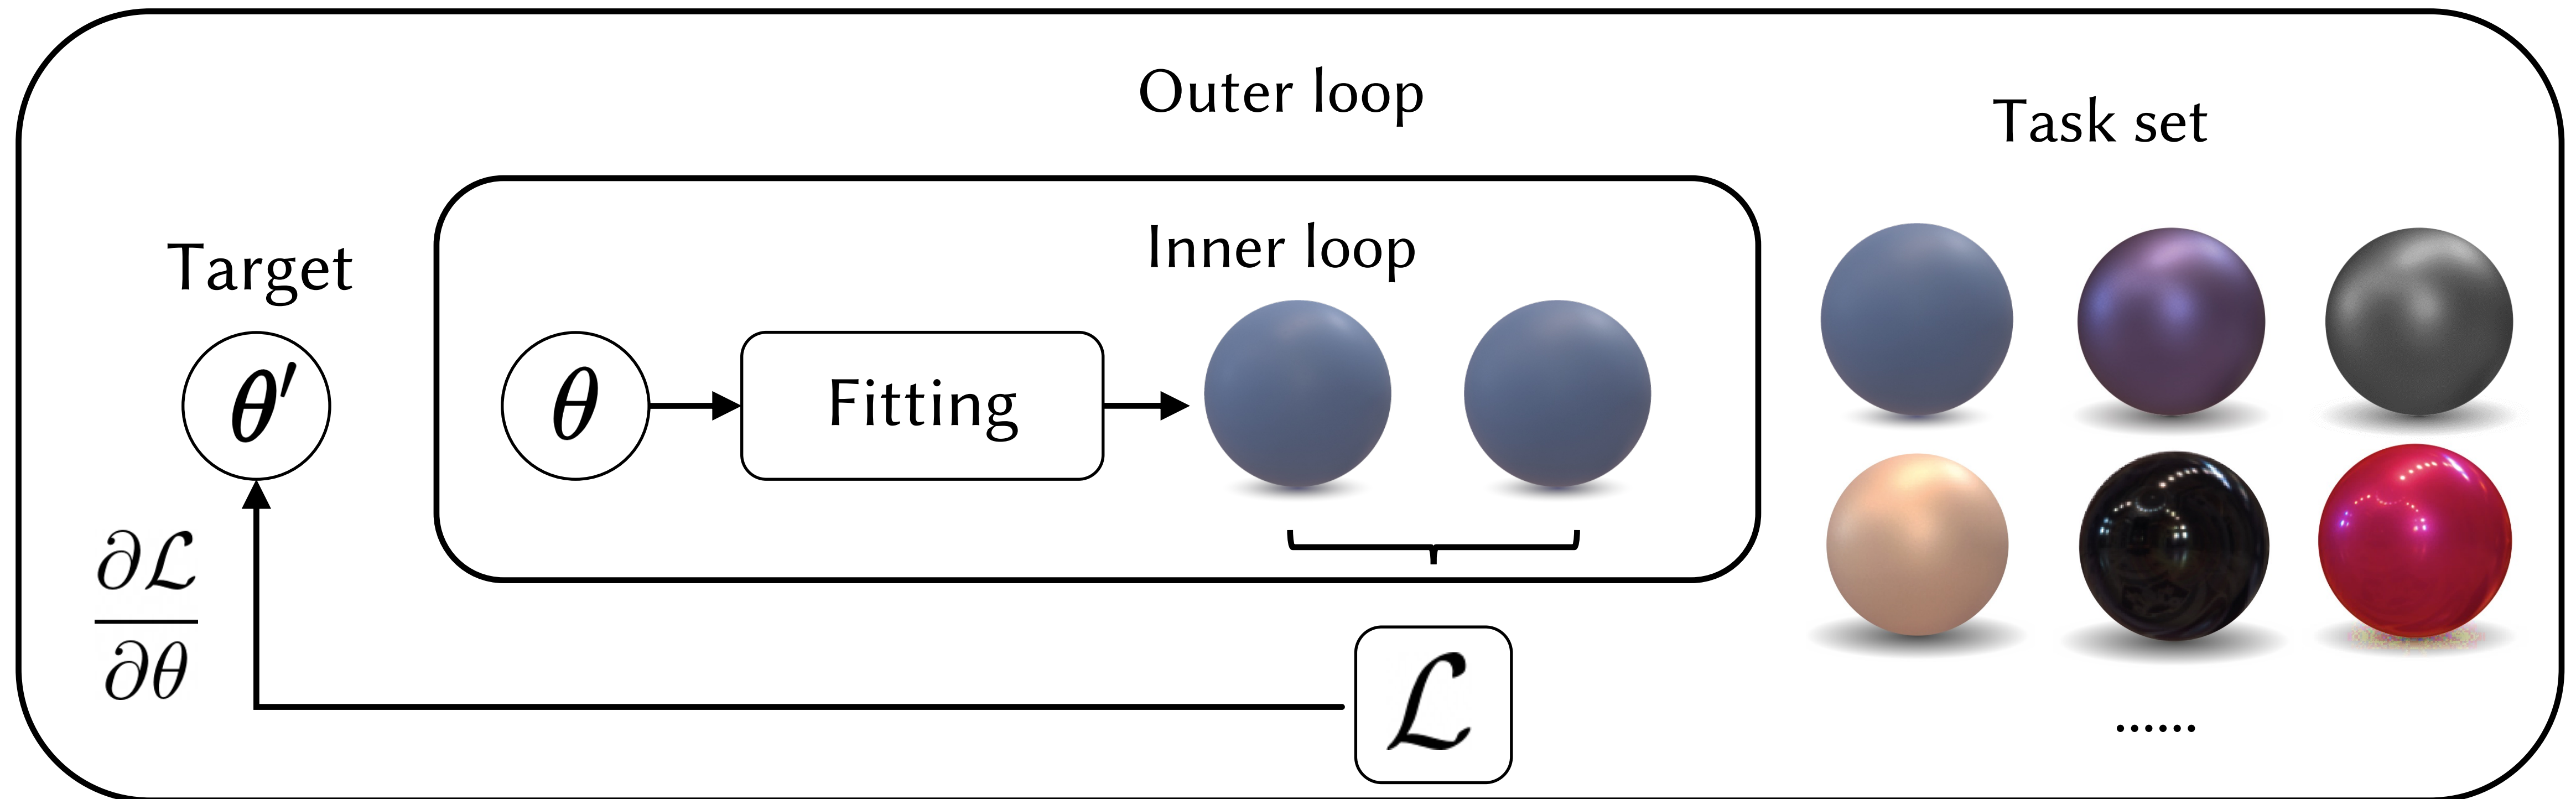 Outer loop
Task set
Inner loop
Target
θ′
θ
Fitting
∂ℒ
∂θ
ℒ
......